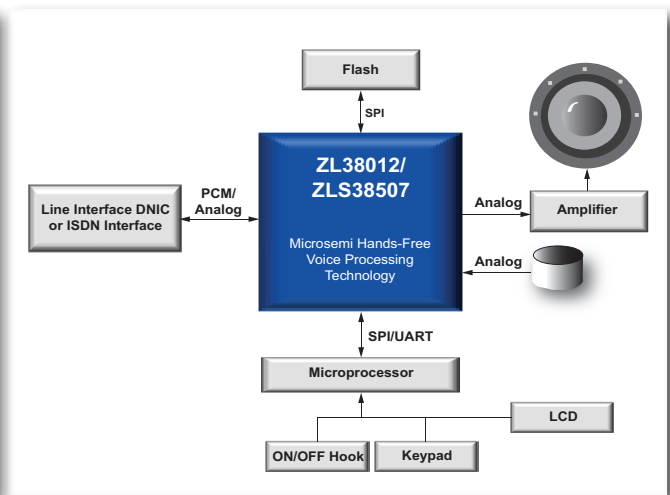 Flash
SPI
ZL38012/
ZLS38507
Microsemi Hands-Free
Voice Processing
Technology
PCM/
Analog
Line Interface DNIC
or ISDN Interface
Analog
Amplifier
Analog
SPI/UART
Microprocessor
LCD
ON/OFF Hook
Keypad